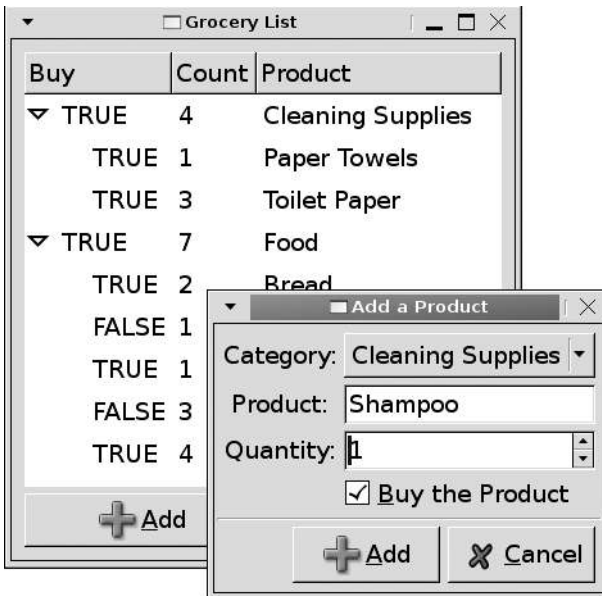 Grocery List
Buy Count Product
TRUE 4 Cleaning Supplies
TRUE 1 Paper Towels
TRUE 3 Toilet Paper
TRUE 7 Food
TRUE 2 Bread
FALSE 1
TRUE 1
FALSE 3
TRUE 4
Add
Add a Product
Category: Cleaning Supplies
Product: Shampoo
Quantity: 1
Buy the Product
Add Cancel